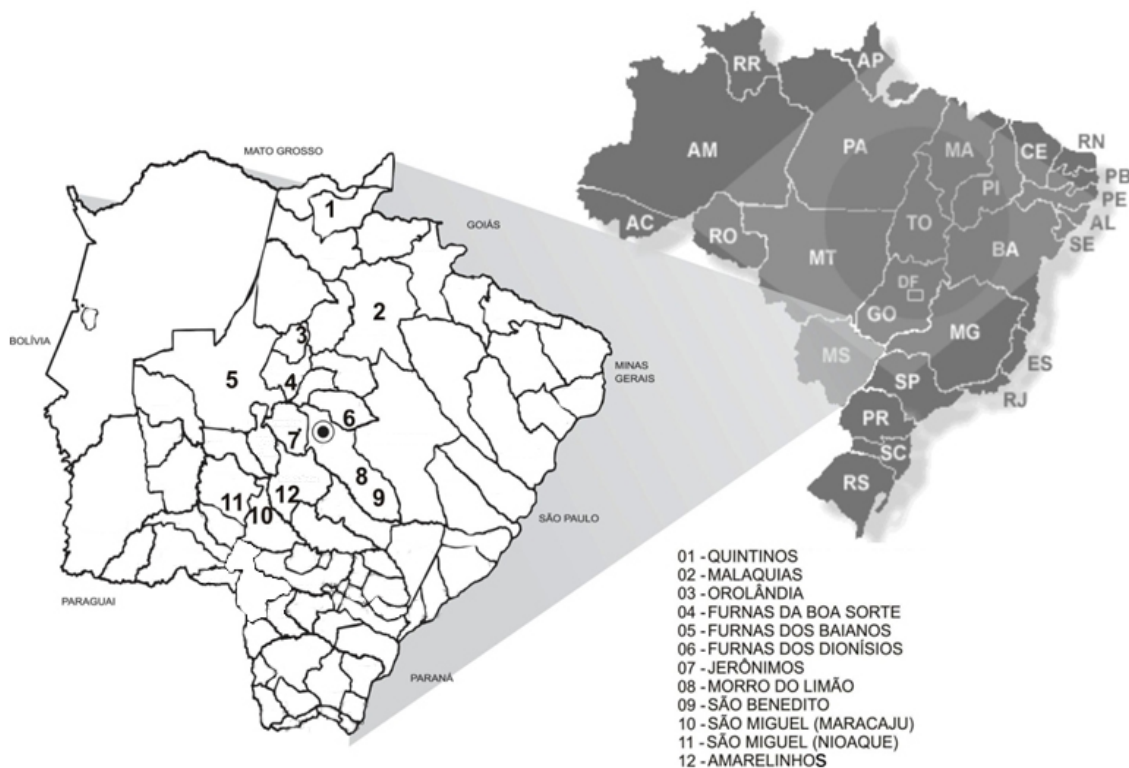 MATO GROSSO
GOIÁS
BOLÍVIA
MINAS
GERAIS
SÃO PAULO
PARAGUAI
PARANÁ
1
2
3
4
5
6
7
8
9
10
11
12
RR
AP
AM
PA
MA
CE
RN
PB
PE
AL
SE
PI
AC
RO
TO
BA
MT
DF
GO
MG
ES
MS
SP
RJ
PR
SC
RS
01 - QUINTINOS
02 - MALAQUIAS
03 - OROLÂNDIA
04 - FURNAS DA BOA SORTE
05 - FURNAS DOS BAIANOS
06 - FURNAS DOS DIONÍSIOS
07 - JERÔNIMOS
08 - MORRO DO LIMÃO
09 - SÃO BENEDITO
10 - SÃO MIGUEL (MARACAJU)
11 - SÃO MIGUEL (NIOAQUE)
12 - AMARELINHOS